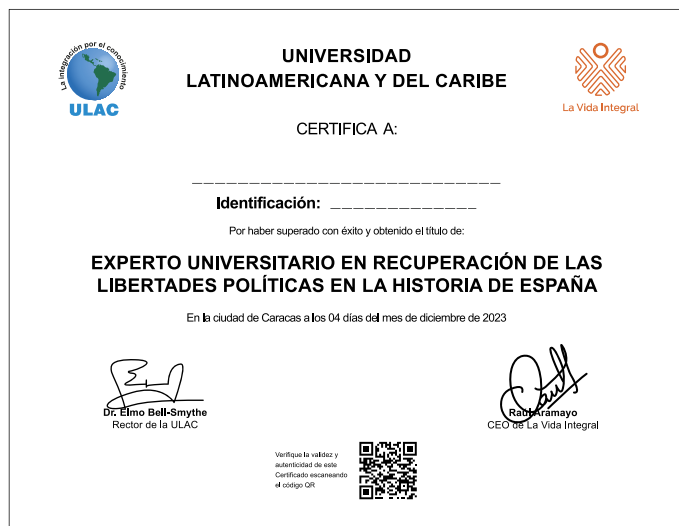 La integración por el conocimiento
ULAC
UNIVERSIDAD
LATINOAMERICANA Y DEL CARIBE
La Vida Integral
CERTIFICA A:
Identificación:
Por haber superado con éxito y obtenido el título de:
EXPERTO UNIVERSITARIO EN RECUPERACIÓN DE LAS
LIBERTADES POLÍTICAS EN LA HISTORIA DE ESPAÑA
En la ciudad de Caracas a los 04 días del mes de diciembre de 2023
Dr. Elmo Bell-Smythe
Rector de la ULAC
Raúl Aramayo
CEO de La Vida Integral
Verifique la validez y
autenticidad de este
Certificado escaneando
el código QR